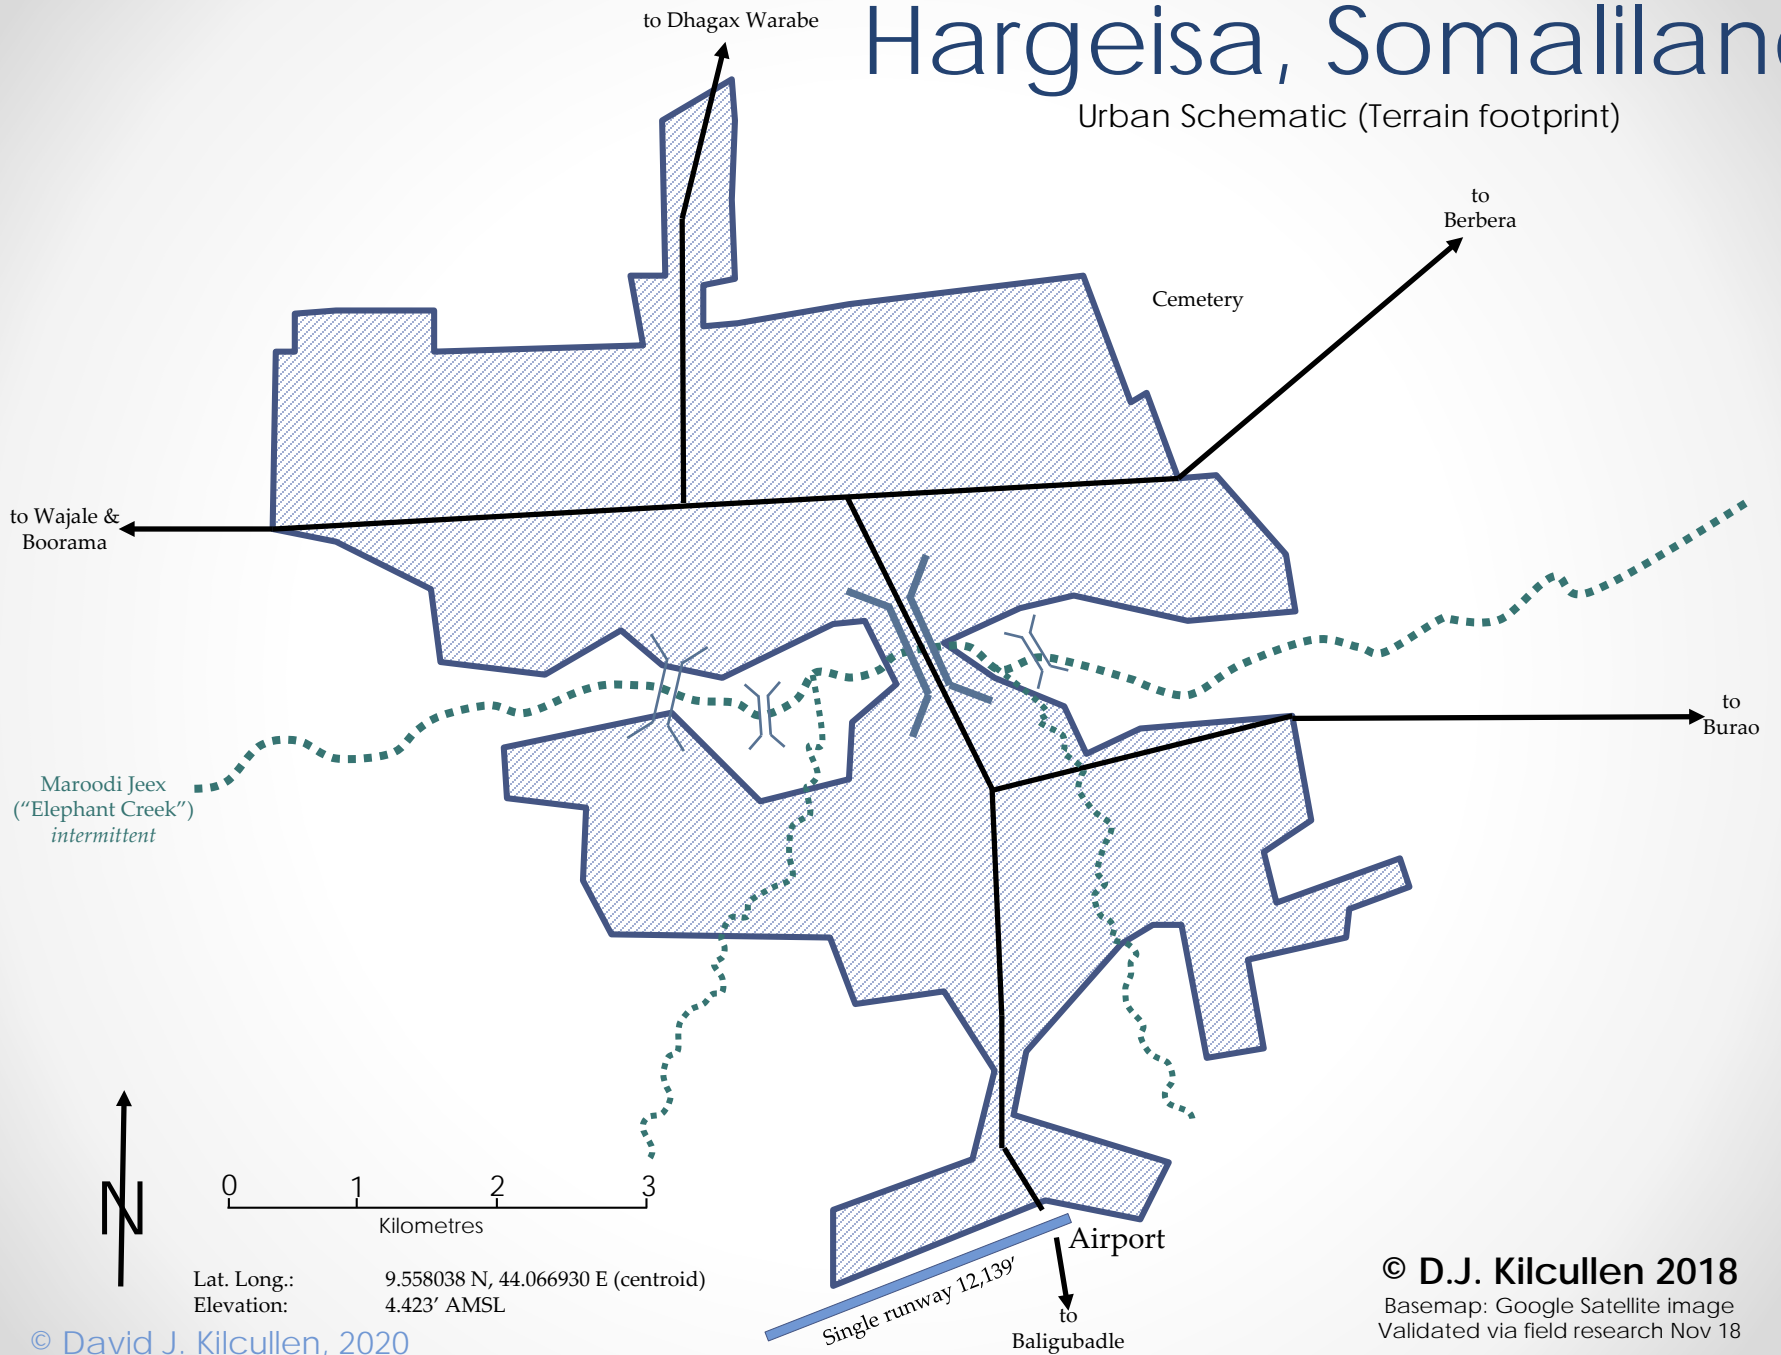 to Dhagax Warabe
Hargeisa, Somaliland
Urban Schematic (Terrain footprint)
to
Berbera
Cemetery
to Wajale &
Boorama
to
Burao
Maroodi Jeex
(“Elephant Creek”)
intermittent
N
0 1 2 3
Kilometres
Lat. Long.: 9.558038 N, 44.066930 E (centroid)
Elevation: 4.423’ AMSL
Airport
Single runway 12,139’
to
Baligubadle
© D.J. Kilcullen 2018
Basemap: Google Satellite image
Validated via field research Nov 18
© David J. Kilcullen, 2020